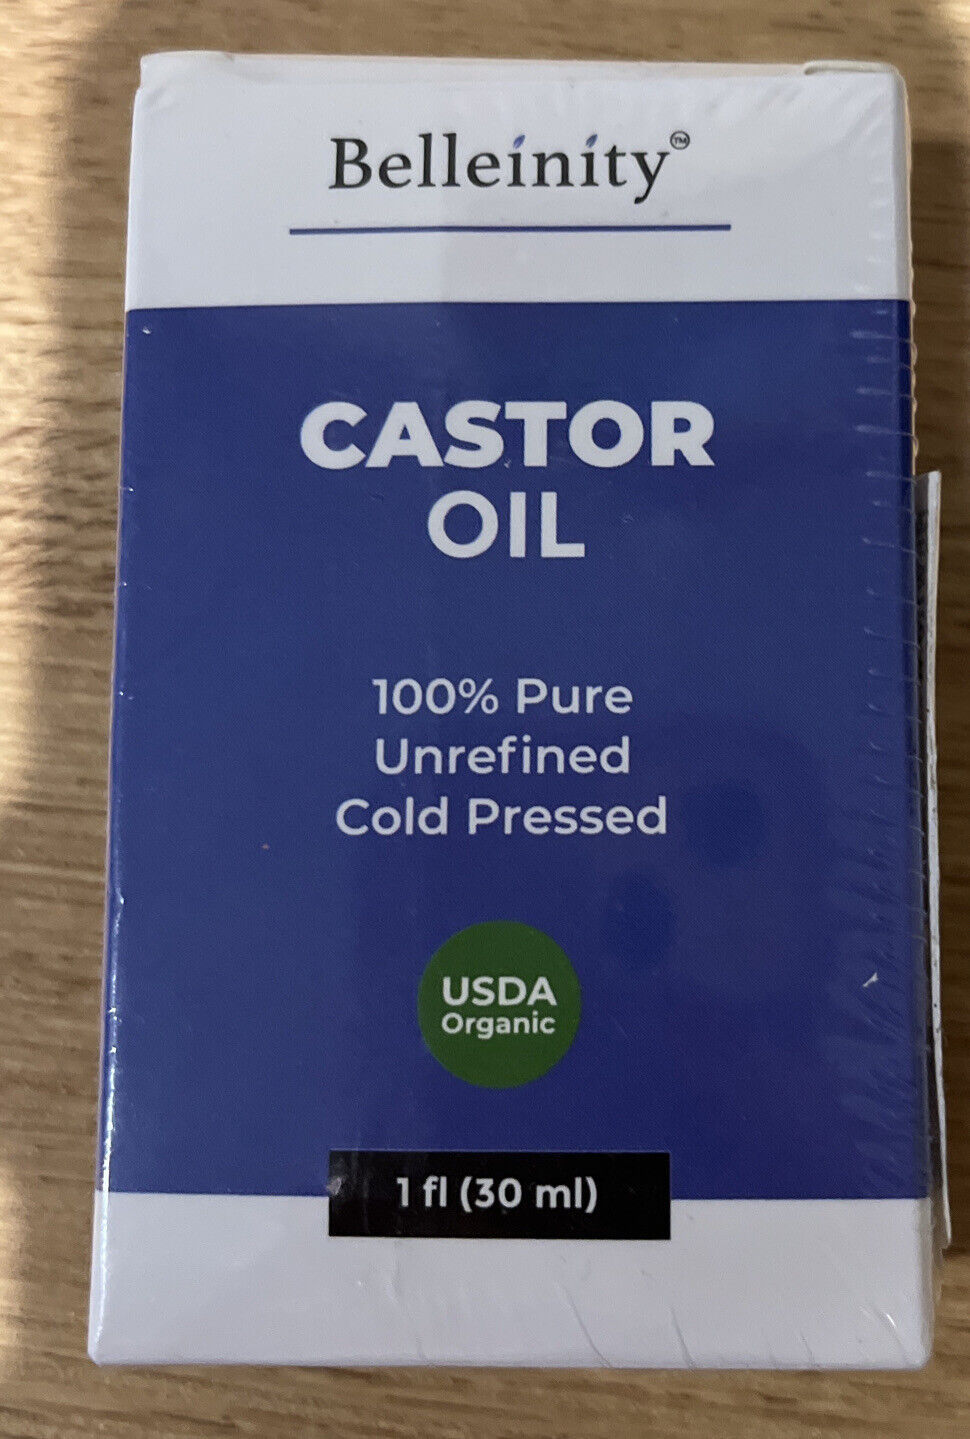 Belleinity™
CASTOR
OIL
100% Pure
Unrefined
Cold Pressed
USDA
Organic
1 fl (30 ml)